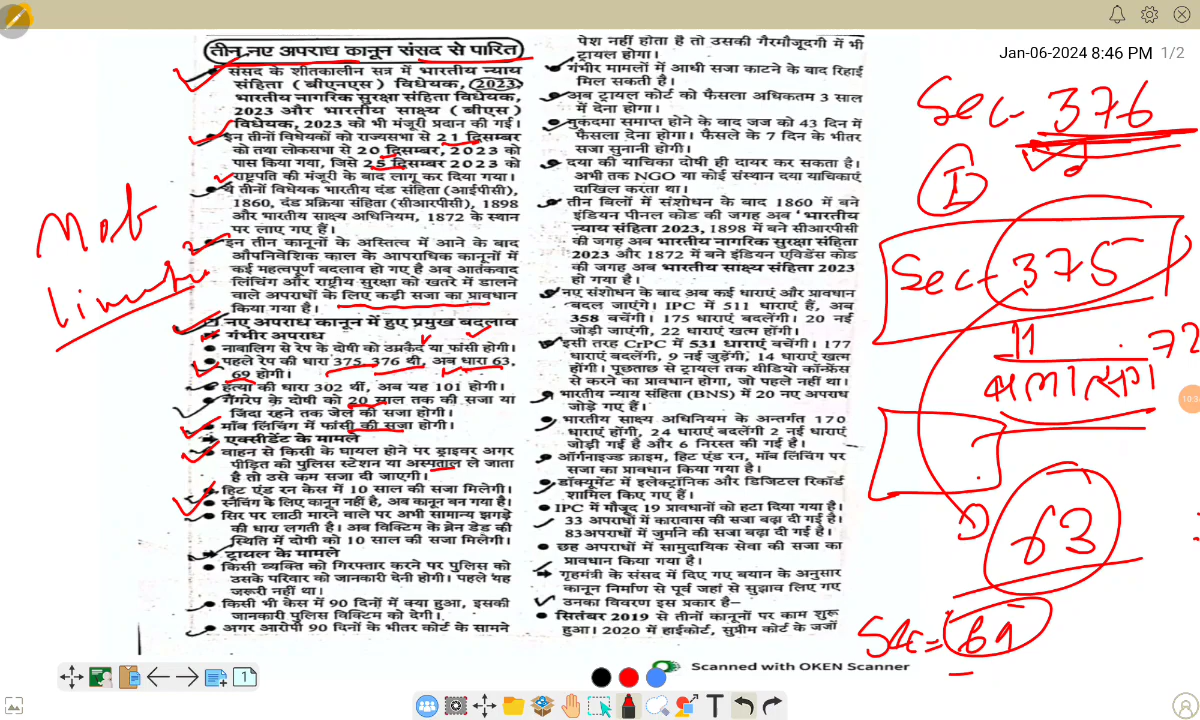 Jan-06-2024 8:46 PM 1/2
तीन नए अपराध कानून संसद से पारित
संसद के शीतकालीन सत्र में भारतीय न्याय
संहिता (बीएनएस) विधेयक, 2023,
भारतीय नागरिक सुरक्षा संहिता विधेयक,
2023 और भारतीय साक्ष्य (बीएस)
विधेयक, 2023 को भी मंजूरी प्रदान की गई।
इन तीनों विधेयकों को राज्यसभा से 21 दिसम्बर
को तथा लोकसभा से 20 दिसम्बर, 2023 को
पास किया गया, जिसे 25 दिसम्बर 2023 को
राष्ट्रपति की मंजूरी के बाद लागू कर दिया गया।
ये तीनों विधेयक भारतीय दंड संहिता (आईपीसी),
1860, दंड प्रक्रिया संहिता (सीआरपीसी), 1898
और भारतीय साक्ष्य अधिनियम, 1872 के स्थान
पर लाए गए हैं।
इन तीन कानूनों के अस्तित्व में आने के बाद
औपनिवेशिक काल के आपराधिक कानूनों में
कई महत्वपूर्ण बदलाव हो गए है अब आतंकवाद
लिंचिंग और राष्ट्रीय सुरक्षा को खतरे में डालने
वाले अपराधों के लिए कड़ी सजा का प्रावधान
किया गया है।
नए अपराध कानून में हुए प्रमुख बदलाव
गंभीर अपराध
नाबालिग से रेप के दोषी को उम्रकैद या फांसी होगी।
पहले रेप की धारा 375, 376 थी, अब धारा 63,
69 होगी।
हत्या की धारा 302 थीं, अब यह 101 होगी।
गैंगरेप के दोषी को 20 साल तक की सजा या
जिंदा रहने तक जेल की सजा होगी।
मॉब लिंचिंग में फांसी की सजा होगी।
एक्सीडेंट के मामले
वाहन से किसी के घायल होने पर ड्राइवर अगर
पीड़ित को पुलिस स्टेशन या अस्पताल ले जाता
है तो उसे कम सजा दी जाएगी।
हिट एंड रन केस में 10 साल की सजा मिलेगी।
स्नैचिंग के लिए कानून नहीं है, अब कानून बन गया है।
सिर पर लाठी मारने वाले पर अभी सामान्य झगड़े
की धारा लगती है। अब विक्टिम के ब्रेन डेड की
स्थिति में दोषी को 10 साल की सजा मिलेगी।
ट्रायल के मामले
किसी व्यक्ति को गिरफ्तार करने पर पुलिस को
उसके परिवार को जानकारी देनी होगी। पहले यह
जरूरी नहीं था।
किसी भी केस में 90 दिनों में क्या हुआ, इसकी
जानकारी पुलिस विक्टिम को देगी।
अगर आरोपी 90 दिनों के भीतर कोर्ट के सामने
पेश नहीं होता है तो उसकी गैरमौजूदगी में भी
ट्रायल होगा।
गंभीर मामलों में आधी सजा काटने के बाद रिहाई
मिल सकती है।
अब ट्रायल कोर्ट को फैसला अधिकतम 3 साल
में देना होगा।
मुकदमा समाप्त होने के बाद जज को 43 दिन में
फैसला देना होगा। फैसले के 7 दिन के भीतर
सजा सुनानी होगी।
दया की याचिका दोषी ही दायर कर सकता है।
अभी तक NGO या कोई संस्थान दया याचिकाएं
दाखिल करता था।
तीन बिलों में संशोधन के बाद 1860 में बने
इंडियन पीनल कोड की जगह अब 'भारतीय
न्याय संहिता 2023, 1898 में बने सीआरपीसी
की जगह अब भारतीय नागरिक सुरक्षा संहिता
2023 और 1872 में बने इंडियन एविडेंस कोड
की जगह अब भारतीय साक्ष्य संहिता 2023
हो गया है।
नए संशोधन के बाद अब कई धाराएं और प्रावधान
बदल जाएंगे। IPC में 511 धाराएं हैं, अब
358 बचेंगी। 175 धाराएं बदलेंगी। 20 नई
जोड़ी जाएंगी, 22 धाराएं खत्म होंगी।
इसी तरह CrPC में 531 धाराएं बचेंगी। 177
धाराएं बदलेंगी, 9 नई जुड़ेंगी, 14 धाराएं खत्म
होंगी। पूछताछ से ट्रायल तक वीडियो कॉन्फ्रेंस
से करने का प्रावधान होगा, जो पहले नहीं था।
भारतीय न्याय संहिता (BNS) में 20 नए अपराध
जोड़े गए हैं।
भारतीय साक्ष्य अधिनियम के अन्तर्गत 170
धाराएं होंगी, 24 धाराएं बदलेंगी 2 नई धाराएं
जोड़ी गईं है और 6 निरस्त की गई है।
ऑर्गनाइज्ड क्राइम, हिट एंड रन, मॉब लिंचिंग पर
सजा का प्रावधान किया गया है।
डॉक्यूमेंट में इलेक्ट्रॉनिक और डिजिटल रिकॉर्ड
शामिल किए गए हैं।
IPC में मौजूद 19 प्रावधानों को हटा दिया गया है।
33 अपराधों में कारावास की सजा बढ़ा दी गई है।
83अपराधों में जुर्माने की सजा बढ़ा दी गई है।
छह अपराधों में सामुदायिक सेवा की सजा का
प्रावधान किया गया है।
गृहमंत्री के संसद में दिए गए बयान के अनुसार
कानून निर्माण से पूर्व जहां से सुझाव लिए गए
उनका विवरण इस प्रकार है–
सितंबर 2019 से तीनों कानूनों पर काम शुरू
हुआ। 2020 में हाईकोर्ट, सुप्रीम कोर्ट के जजों
Scanned with OKEN Scanner
Mob
Sec- 376
I
Sec- 375
11 72
बलात्कार
63
Sec= 69
1
T